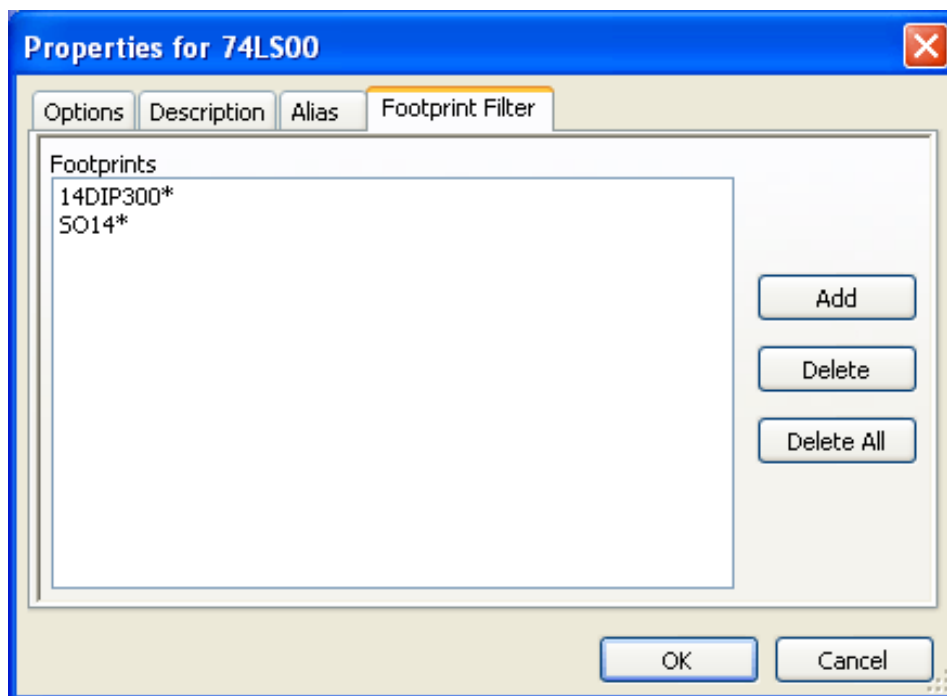 Properties for 74LS00
Options Description Alias Footprint Filter
Footprints
14DIP300*
SO14*
Add
Delete
Delete All
OK Cancel